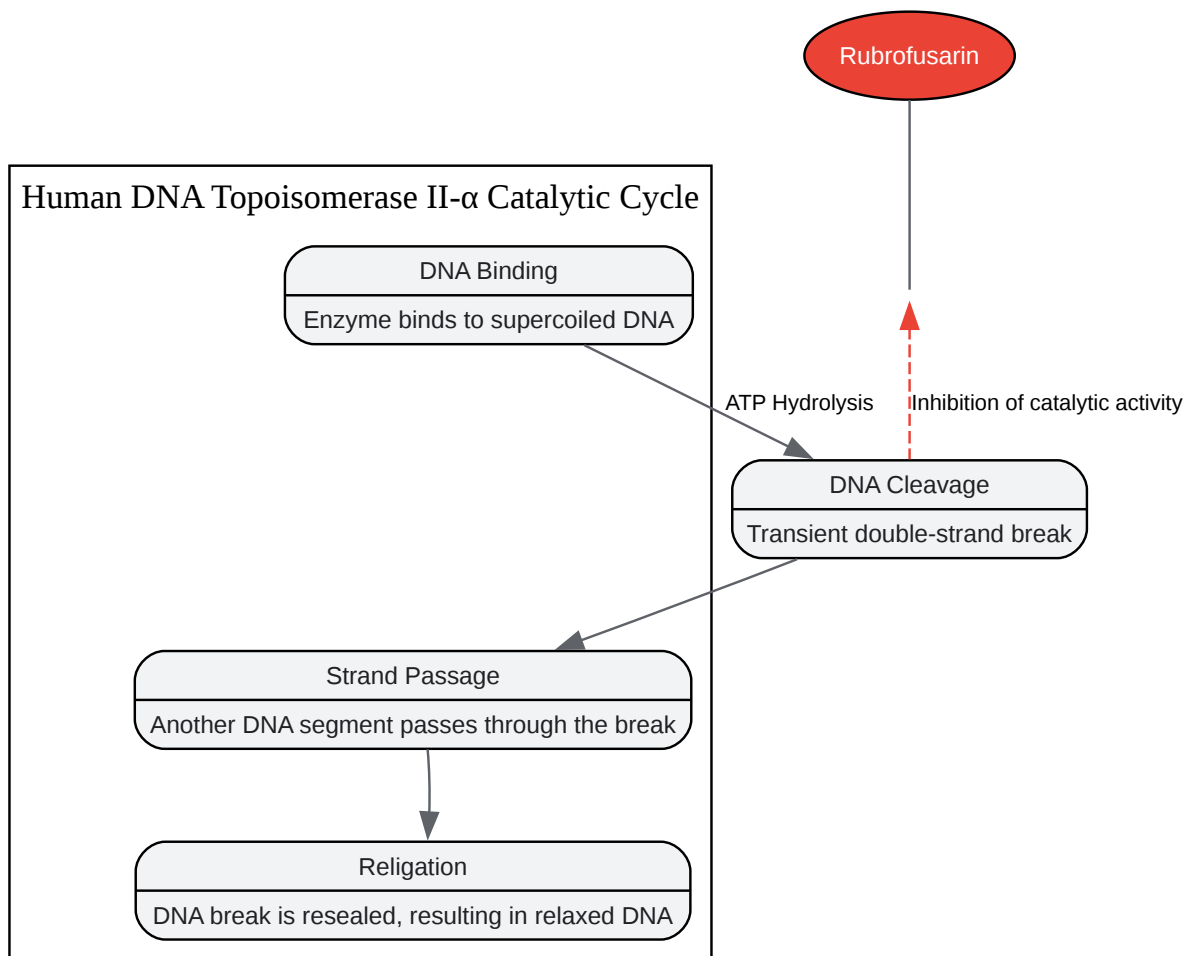 Rubrofusarin
Human DNA Topoisomerase II-α Catalytic Cycle
DNA Binding
Enzyme binds to supercoiled DNA
ATP Hydrolysis
Inhibition of catalytic activity
DNA Cleavage
Transient double-strand break
Strand Passage
Another DNA segment passes through the break
Religation
DNA break is resealed, resulting in relaxed DNA